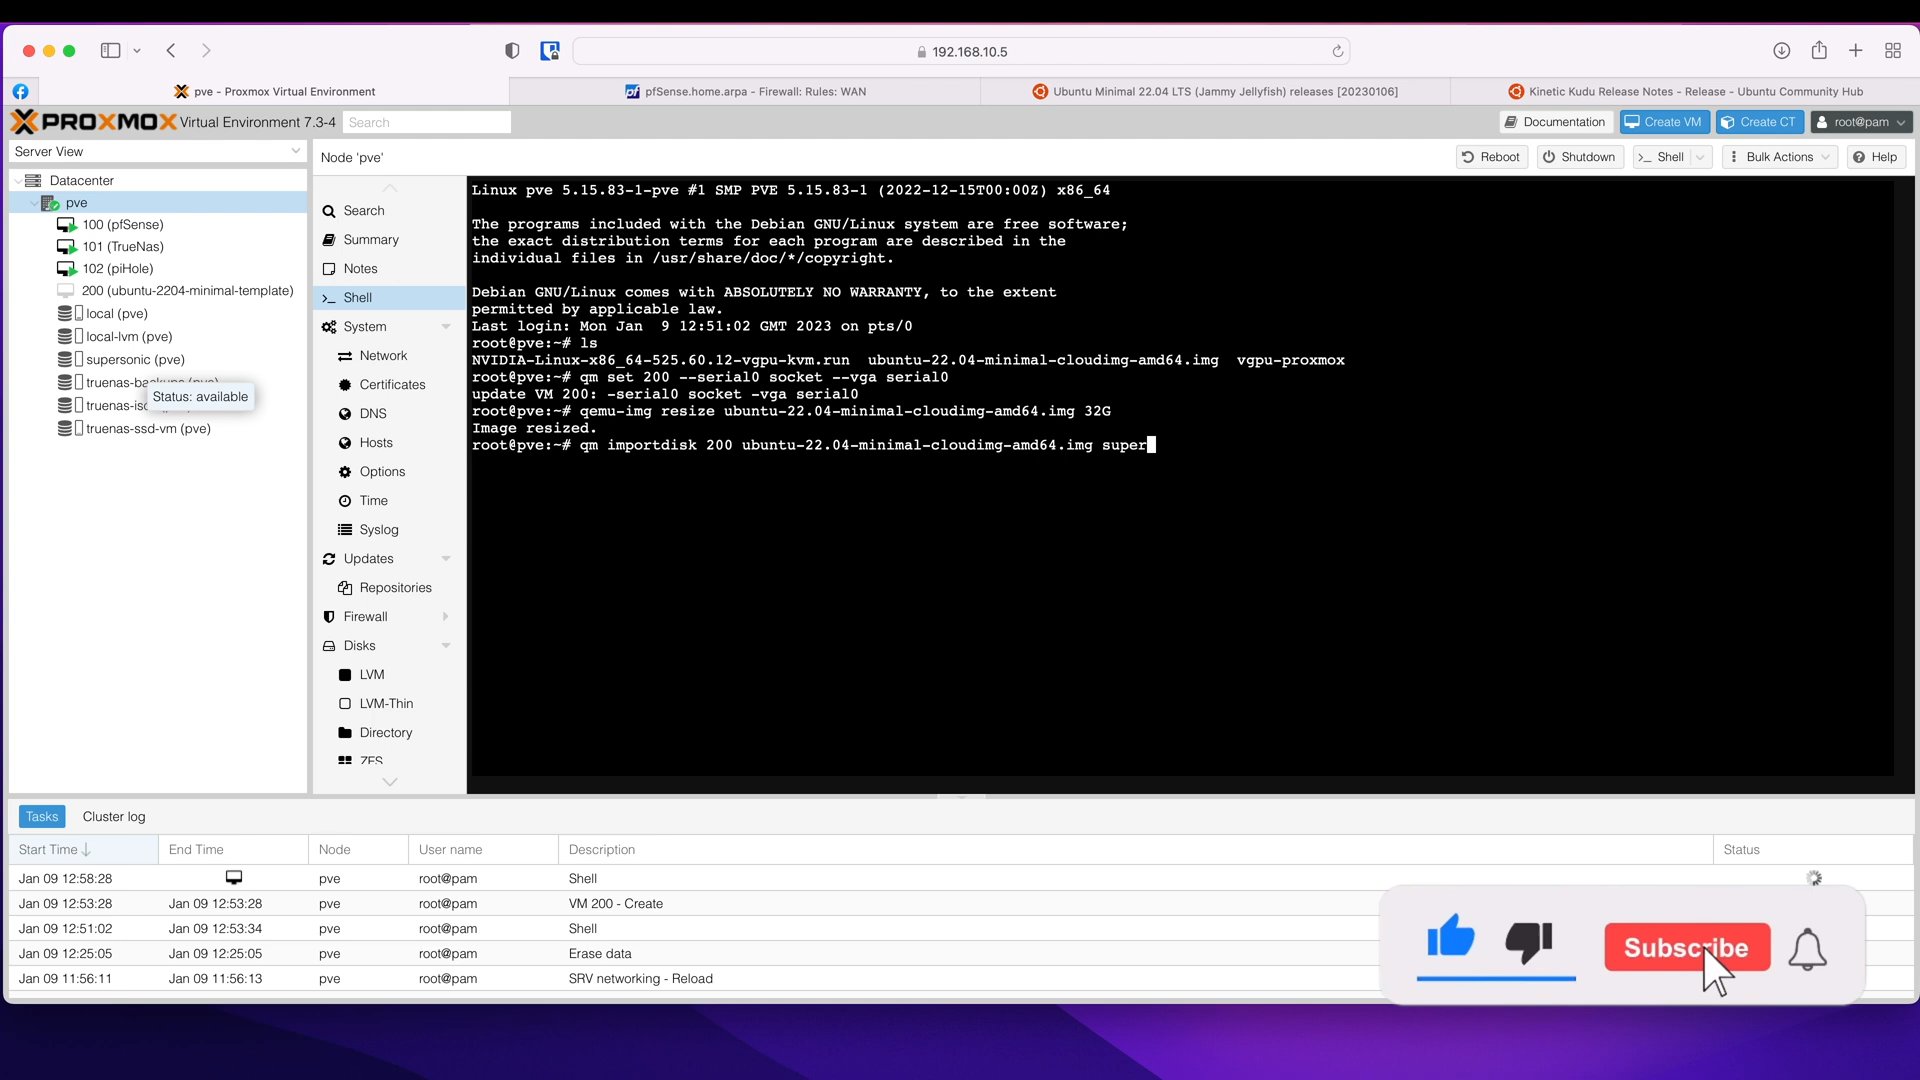 192.168.10.5
pve - Proxmox Virtual Environment
pfSense.home.arpa - Firewall: Rules: WAN
Ubuntu Minimal 22.04 LTS (Jammy Jellyfish) releases [20230106]
Kinetic Kudu Release Notes - Release - Ubuntu Community Hub
PROXMOX Virtual Environment 7.3-4
Search
Documentation
Create VM
Create CT
root@pam
Server View
Node 'pve'
Reboot
Shutdown
Shell
Bulk Actions
Help
Datacenter
pve
100 (pfSense)
101 (TrueNas)
102 (piHole)
200 (ubuntu-2204-minimal-template)
local (pve)
local-lvm (pve)
supersonic (pve)
truenas-backups (pve)
Status: available
truenas-iso
truenas-ssd-vm (pve)
Search
Summary
Notes
Shell
System
Network
Certificates
DNS
Hosts
Options
Time
Syslog
Updates
Repositories
Firewall
Disks
LVM
LVM-Thin
Directory
ZFS
Linux pve 5.15.83-1-pve #1 SMP PVE 5.15.83-1 (2022-12-15T00:00Z) x86_64
The programs included with the Debian GNU/Linux system are free software;
the exact distribution terms for each program are described in the
individual files in /usr/share/doc/*/copyright.
Debian GNU/Linux comes with ABSOLUTELY NO WARRANTY, to the extent
permitted by applicable law.
Last login: Mon Jan  9 12:51:02 GMT 2023 on pts/0
root@pve:~# ls
NVIDIA-Linux-x86_64-525.60.12-vgpu-kvm.run  ubuntu-22.04-minimal-cloudimg-amd64.img  vgpu-proxmox
root@pve:~# qm set 200 --serial0 socket --vga serial0
update VM 200: -serial0 socket -vga serial0
root@pve:~# qemu-img resize ubuntu-22.04-minimal-cloudimg-amd64.img 32G
Image resized.
root@pve:~# qm importdisk 200 ubuntu-22.04-minimal-cloudimg-amd64.img super
Tasks
Cluster log
Start Time
End Time
Node
User name
Description
Status
Jan 09 12:58:28
pve
root@pam
Shell
Jan 09 12:53:28
Jan 09 12:53:28
pve
root@pam
VM 200 - Create
Jan 09 12:51:02
Jan 09 12:53:34
pve
root@pam
Shell
Jan 09 12:25:05
Jan 09 12:25:05
pve
root@pam
Erase data
Jan 09 11:56:11
Jan 09 11:56:13
pve
root@pam
SRV networking - Reload
Subscribe